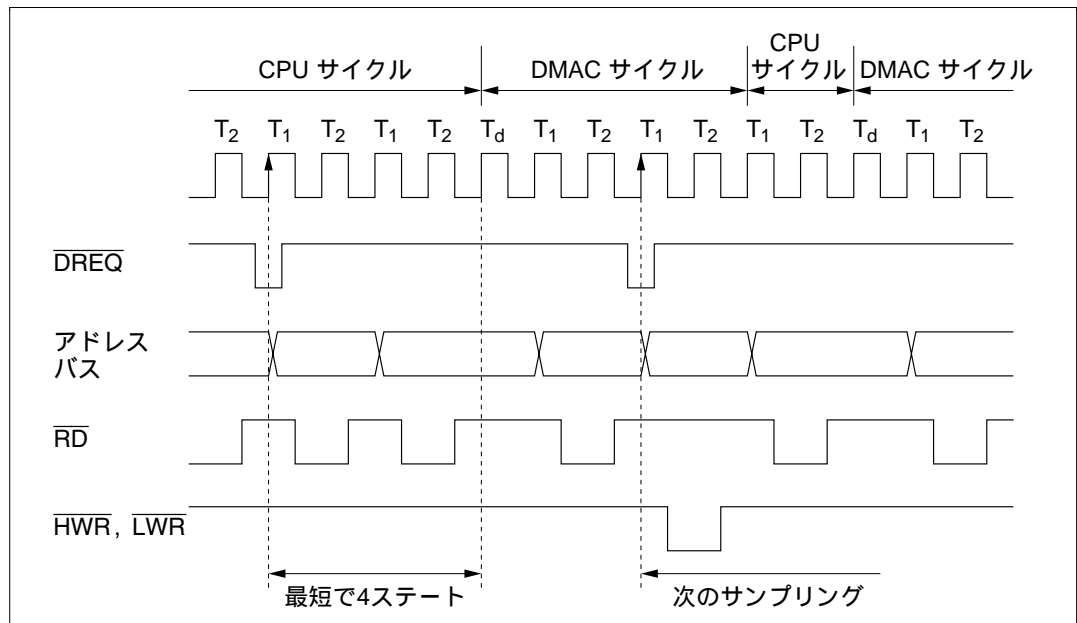 CPU サイクル DMAC サイクル CPU サイクル DMAC サイクル
T₂ T₁ T₂ T₁ T₂ T_d T₁ T₂ T₁ T₂ T₁ T₂ T_d T₁ T₂
DREQ
アドレス
バス
RD
HWR, LWR
最短で4ステート 次のサンプリング